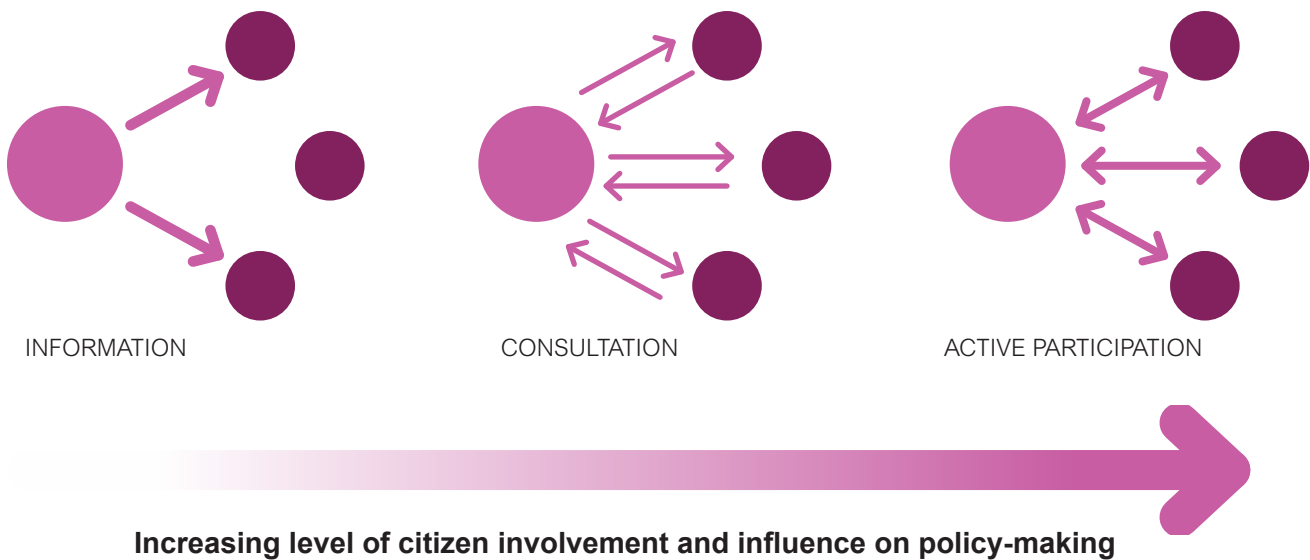 INFORMATION
CONSULTATION
ACTIVE PARTICIPATION
Increasing level of citizen involvement and influence on policy-making